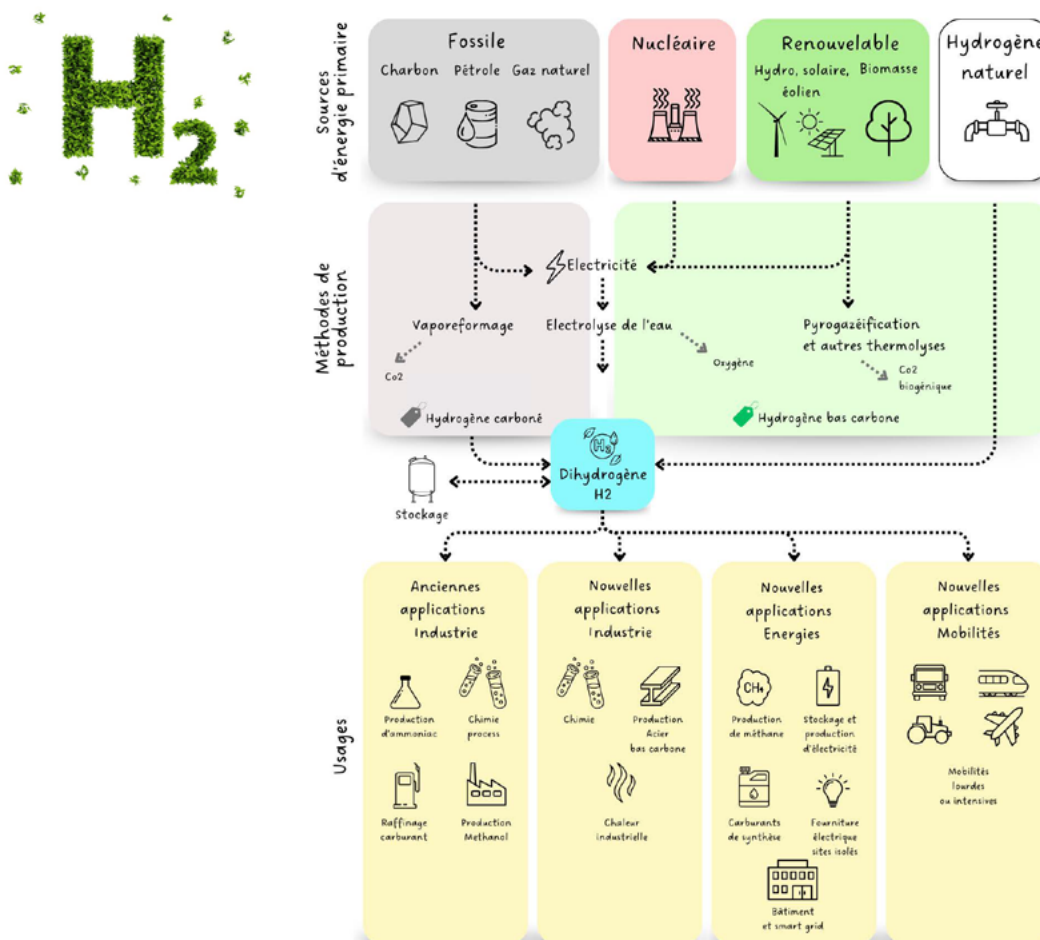 H2
Sources
d'énergie primaire
Fossile
Charbon
Pétrole
Gaz naturel
Nucléaire
Renouvelable
Hydro, solaire,
éolien
Biomasse
Hydrogène
naturel
Méthodes de
production
Electricité
Vaporeformage
Electrolyse de l'eau
Pyrogazéification
et autres thermolyses
Co2
Oxygène
Co2
biogénique
Hydrogène carboné
Hydrogène bas carbone
H2
Dihydrogène
H2
Stockage
Usages
Anciennes
applications
Industrie
Production
d'ammoniac
Chimie
process
Raffinage
carburant
Production
Methanol
Nouvelles
applications
Industrie
Chimie
Production
Acier
bas carbone
Chaleur
industrielle
Nouvelles
applications
Energies
CH4
Production
de méthane
Stockage et
production
d'électricité
Carburants
de synthèse
Fourniture
électrique
sites isolés
Bâtiment
et smart grid
Nouvelles
applications
Mobilités
Mobilités
lourdes
ou intensives